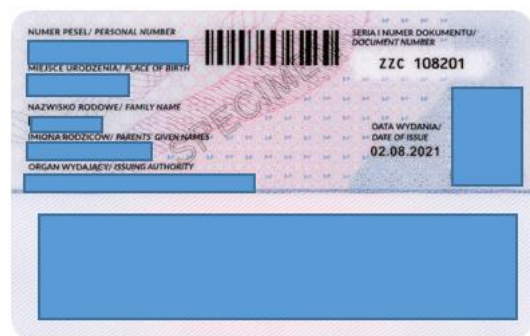 NUMER PESEL/ PERSONAL NUMBER
MIEJSCE URODZENIA/ PLACE OF BIRTH
NAZWISKO RODOWE/ FAMILY NAME
IMIONA RODZICÓW/ PARENTS' GIVEN NAMES
ORGAN WYDAJĄCY/ ISSUING AUTHORITY
SPECIMEN
SERIA I NUMER DOKUMENTU/
DOCUMENT NUMBER
ZZC 108201
DATA WYDANIA/
DATE OF ISSUE
02.08.2021